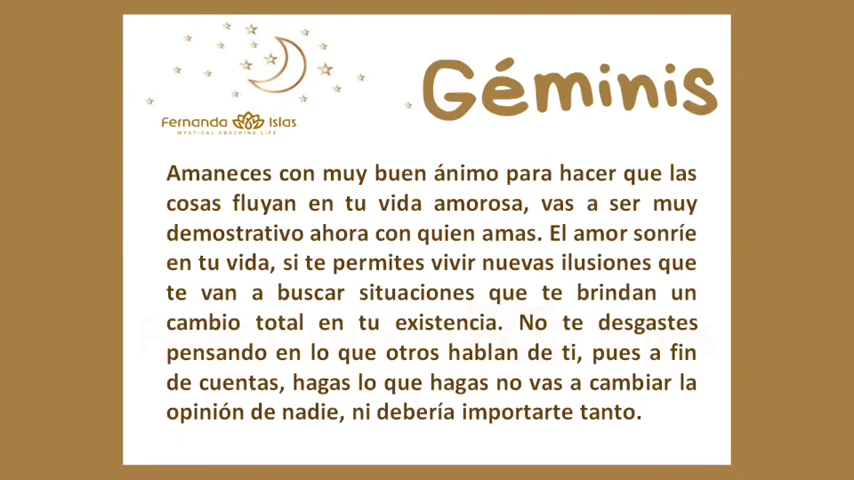 Géminis
Fernanda Islas
MYSTICAL COACHING LIFE
Amaneces con muy buen ánimo para hacer que las
cosas fluyan en tu vida amorosa, vas a ser muy
demostrativo ahora con quien amas. El amor sonríe
en tu vida, si te permites vivir nuevas ilusiones que
te van a buscar situaciones que te brindan un
cambio total en tu existencia. No te desgastes
pensando en lo que otros hablan de ti, pues a fin
de cuentas, hagas lo que hagas no vas a cambiar la
opinión de nadie, ni debería importarte tanto.